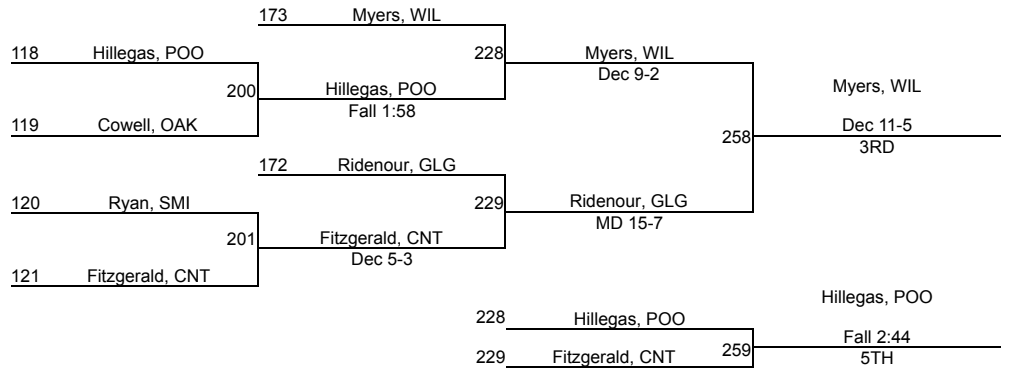 173 Myers, WIL
118 Hillegas, POO
228
Myers, WIL
Dec 9-2
200
Hillegas, POO
Fall 1:58
Myers, WIL
119 Cowell, OAK
258
Dec 11-5
3RD
172 Ridenour, GLG
120 Ryan, SMI
229
Ridenour, GLG
MD 15-7
201
Fitzgerald, CNT
Dec 5-3
121 Fitzgerald, CNT
Hillegas, POO
228 Hillegas, POO
259
Fall 2:44
5TH
229 Fitzgerald, CNT